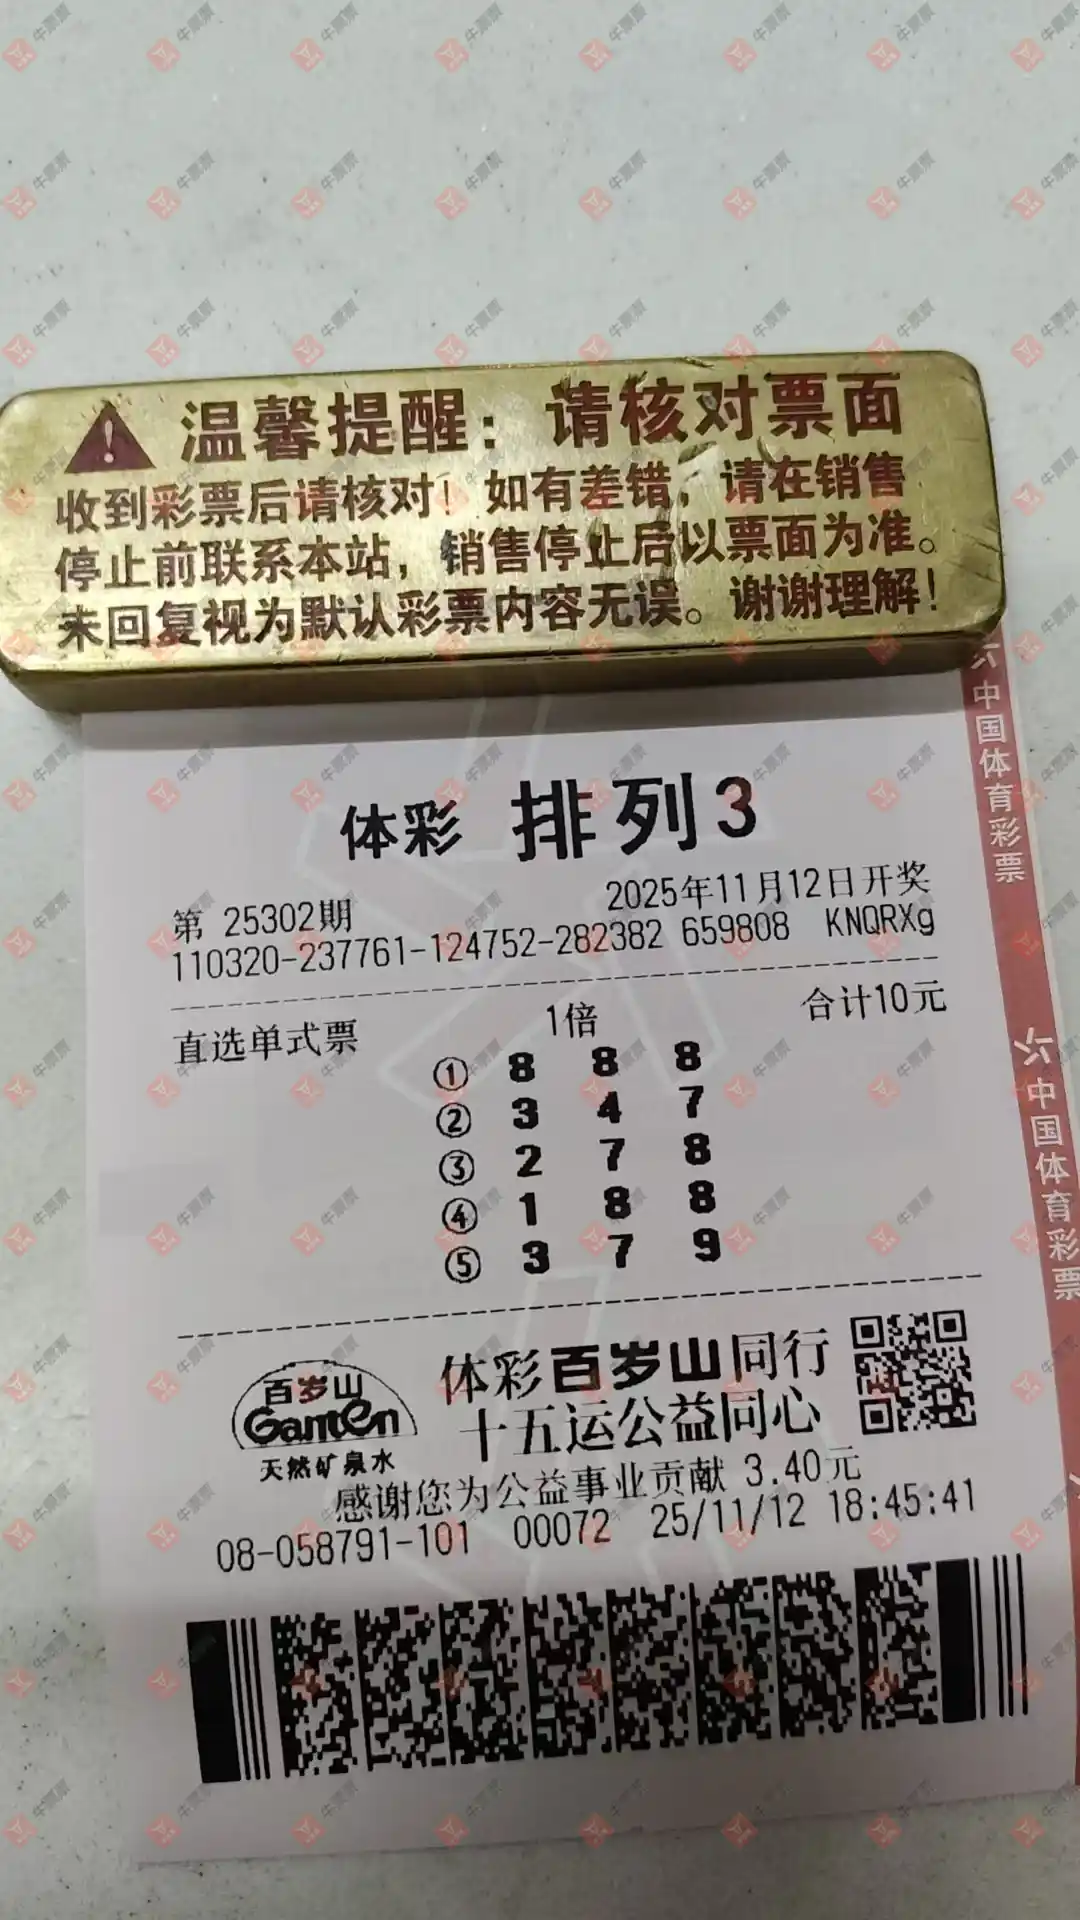 温馨提醒：请核对票面
收到彩票后请核对！如有差错，请在销售
停止前联系本站，销售停止后以票面为准。
未回复视为默认彩票内容无误。谢谢理解！
体彩 排列3
第 25302期 2025年11月12日开奖
110320-237761-124752-282382 659808 KNQRXg
直选单式票 1倍 合计10元
① 8 8 8
② 3 4 7
③ 2 7 8
④ 1 8 8
⑤ 3 7 9
百岁山
Ganten
天然矿泉水
体彩百岁山同行
十五运公益同心
感谢您为公益事业贡献 3.40元
08-058791-101 00072 25/11/12 18:45:41
中国体育彩票
中国体育彩票
牛票票